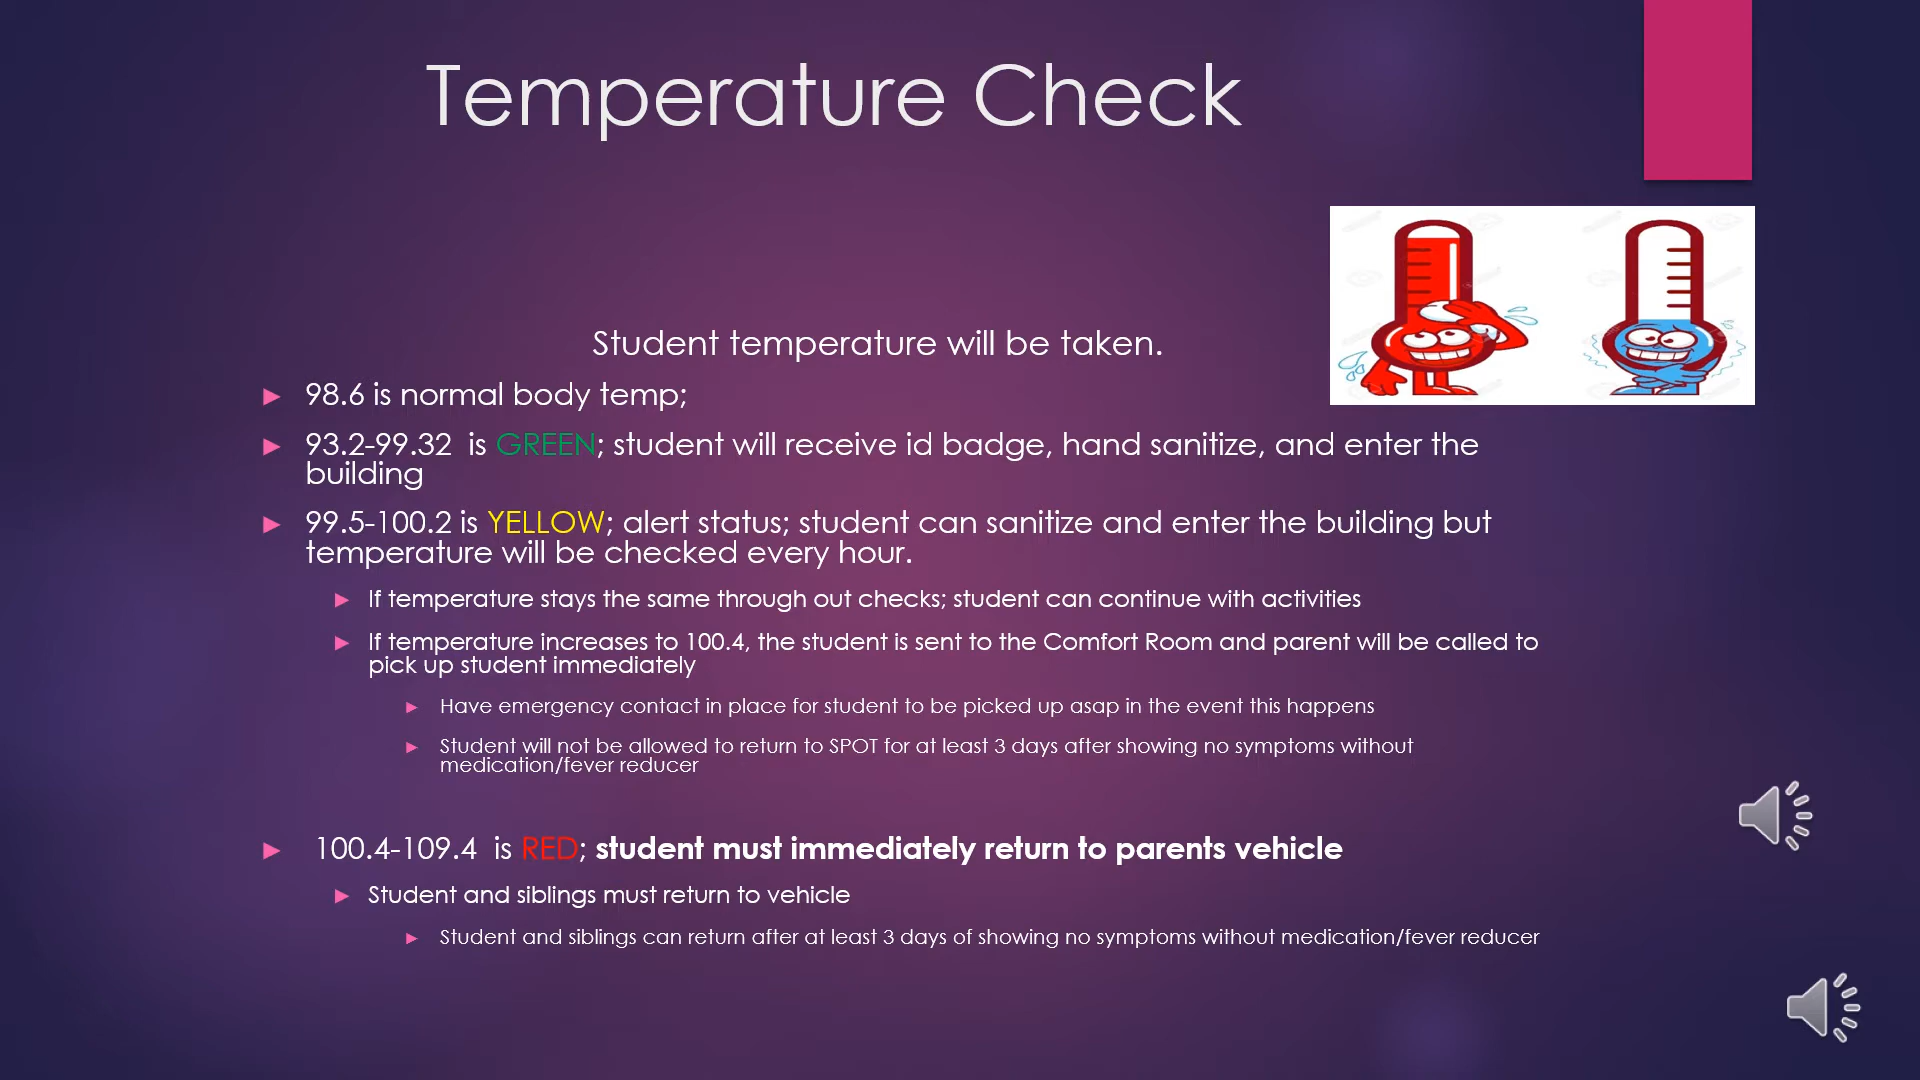 Temperature Check
Student temperature will be taken.
98.6 is normal body temp;
93.2-99.32  is GREEN; student will receive id badge, hand sanitize, and enter the
building
99.5-100.2 is YELLOW; alert status; student can sanitize and enter the building but
temperature will be checked every hour.
If temperature stays the same through out checks; student can continue with activities
If temperature increases to 100.4, the student is sent to the Comfort Room and parent will be called to
pick up student immediately
Have emergency contact in place for student to be picked up asap in the event this happens
Student will not be allowed to return to SPOT for at least 3 days after showing no symptoms without
medication/fever reducer
100.4-109.4  is RED; student must immediately return to parents vehicle
Student and siblings must return to vehicle
Student and siblings can return after at least 3 days of showing no symptoms without medication/fever reducer